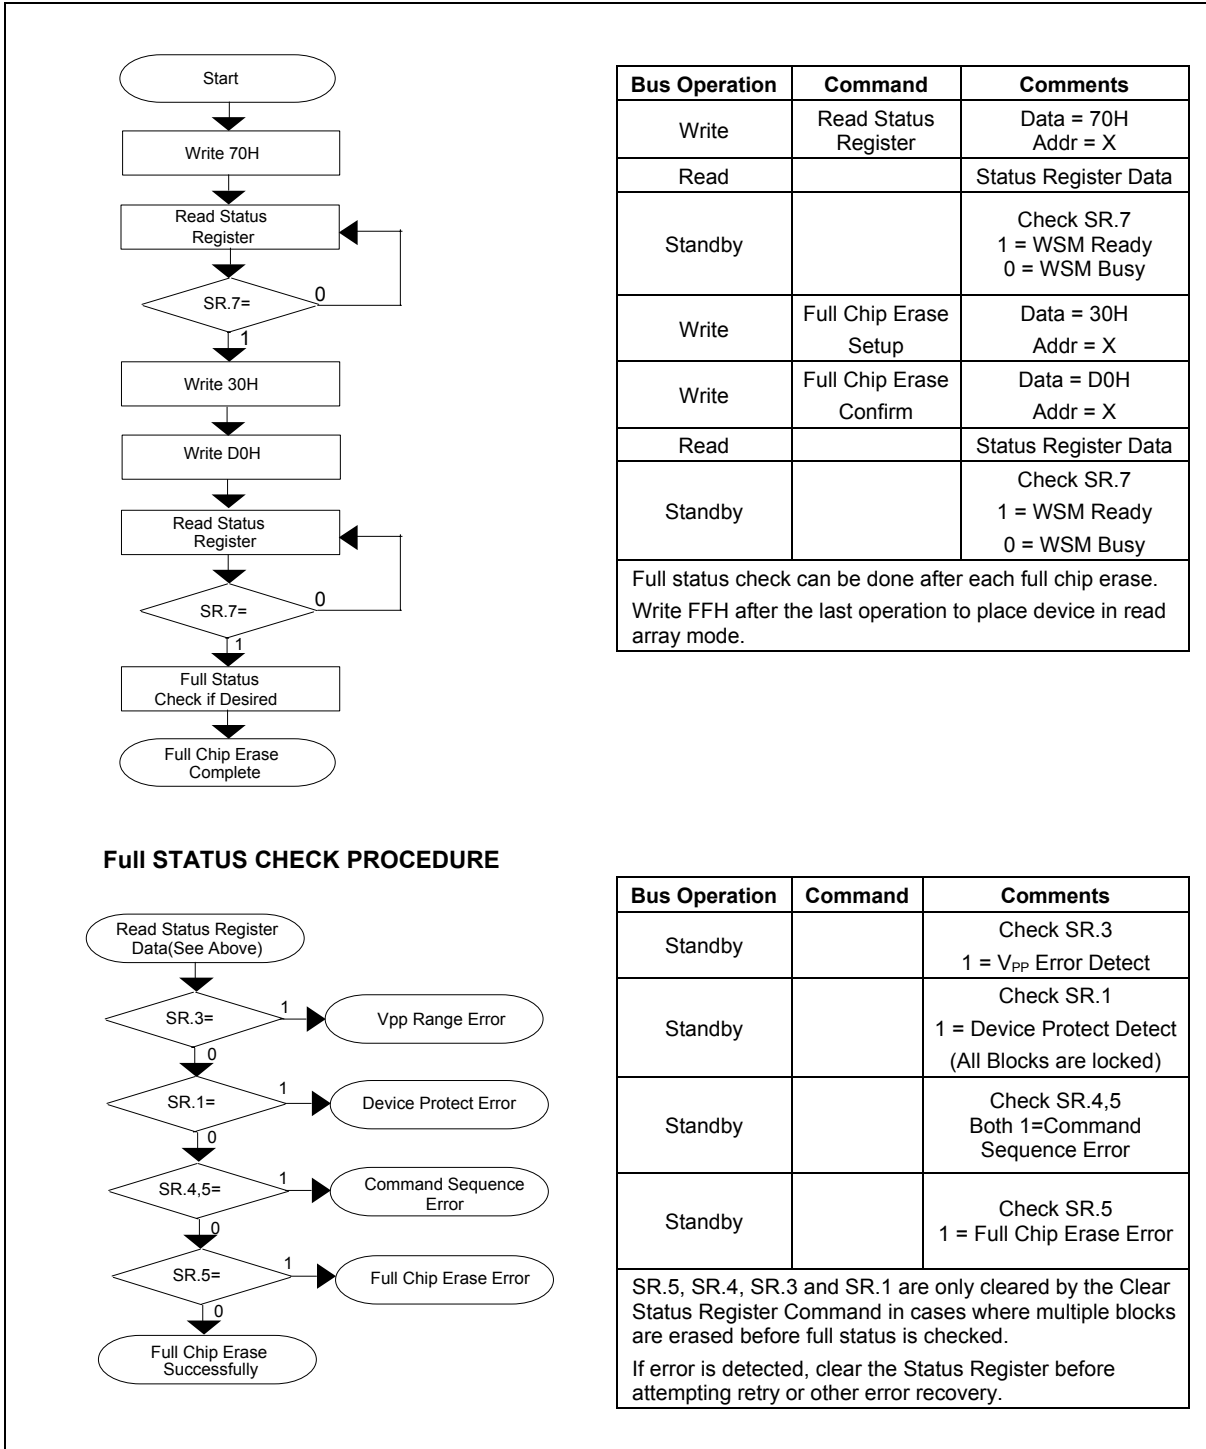 Start
Write 70H
Read Status
Register
SR.7=
0
1
Write 30H
Write D0H
Read Status
Register
SR.7=
0
1
Full Status
Check if Desired
Full Chip Erase
Complete
Bus Operation Command Comments
Write Read Status Register Data = 70H Addr = X
Read Status Register Data
Standby Check SR.7 1 = WSM Ready 0 = WSM Busy
Write Full Chip Erase Setup Data = 30H Addr = X
Write Full Chip Erase Confirm Data = D0H Addr = X
Read Status Register Data
Standby Check SR.7 1 = WSM Ready 0 = WSM Busy
Full status check can be done after each full chip erase.
Write FFH after the last operation to place device in read
array mode.
Full STATUS CHECK PROCEDURE
Read Status Register
Data(See Above)
SR.3=
1
Vpp Range Error
0
SR.1=
1
Device Protect Error
0
SR.4,5=
1
Command Sequence
Error
0
SR.5=
1
Full Chip Erase Error
0
Full Chip Erase
Successfully
Bus Operation Command Comments
Standby Check SR.3 1 = VPP Error Detect
Standby Check SR.1 1 = Device Protect Detect (All Blocks are locked)
Standby Check SR.4,5 Both 1=Command Sequence Error
Standby Check SR.5 1 = Full Chip Erase Error
SR.5, SR.4, SR.3 and SR.1 are only cleared by the Clear
Status Register Command in cases where multiple blocks
are erased before full status is checked.
If error is detected, clear the Status Register before
attempting retry or other error recovery.